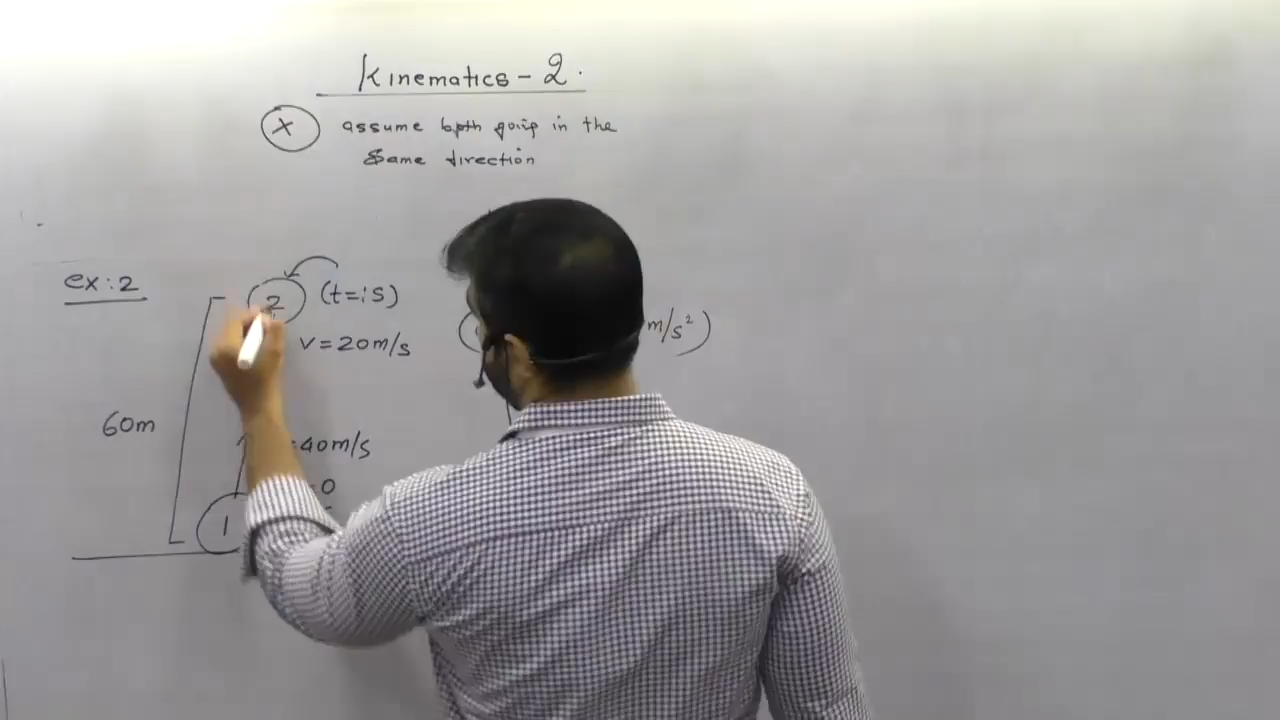 Kinematics - 2.
X assume both going in the
same direction
ex: 2
2 (t=1s)
v = 20m/s
m/s²)
60m
40m/s
0
1